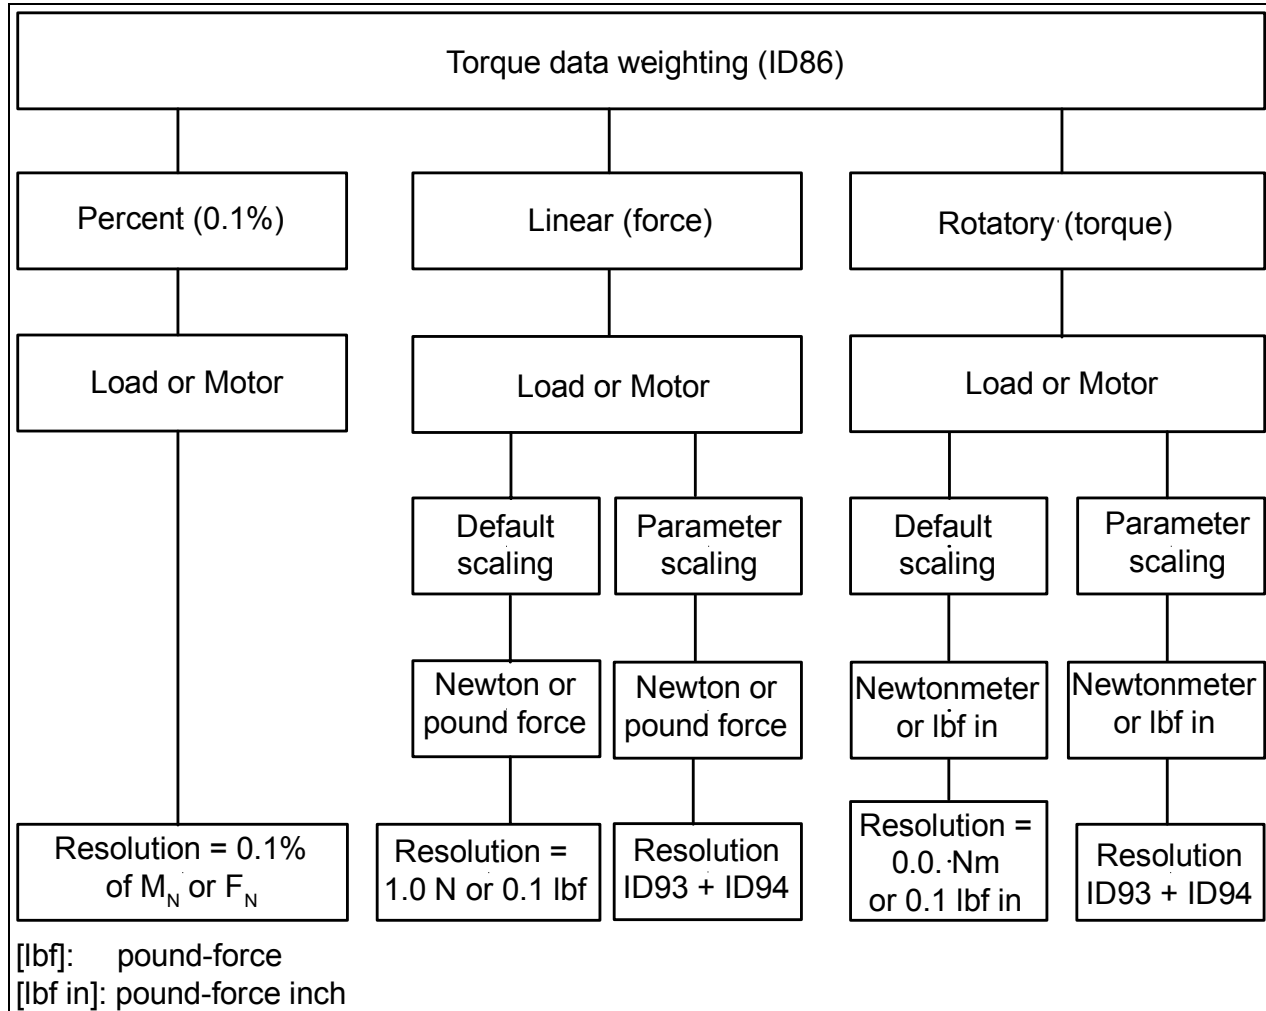 Torque data weighting (ID86)
Percent (0.1%)
Linear (force)
Rotatory (torque)
Load or Motor
Load or Motor
Load or Motor
Default
scaling
Parameter
scaling
Default
scaling
Parameter
scaling
Newton or
pound force
Newton or
pound force
Newtonmeter
or lbf in
Newtonmeter
or lbf in
Resolution = 0.1%
of M_N or F_N
Resolution =
1.0 N or 0.1 lbf
Resolution
ID93 + ID94
Resolution =
0.0. Nm
or 0.1 lbf in
Resolution
ID93 + ID94
[lbf]: pound-force
[lbf in]: pound-force inch